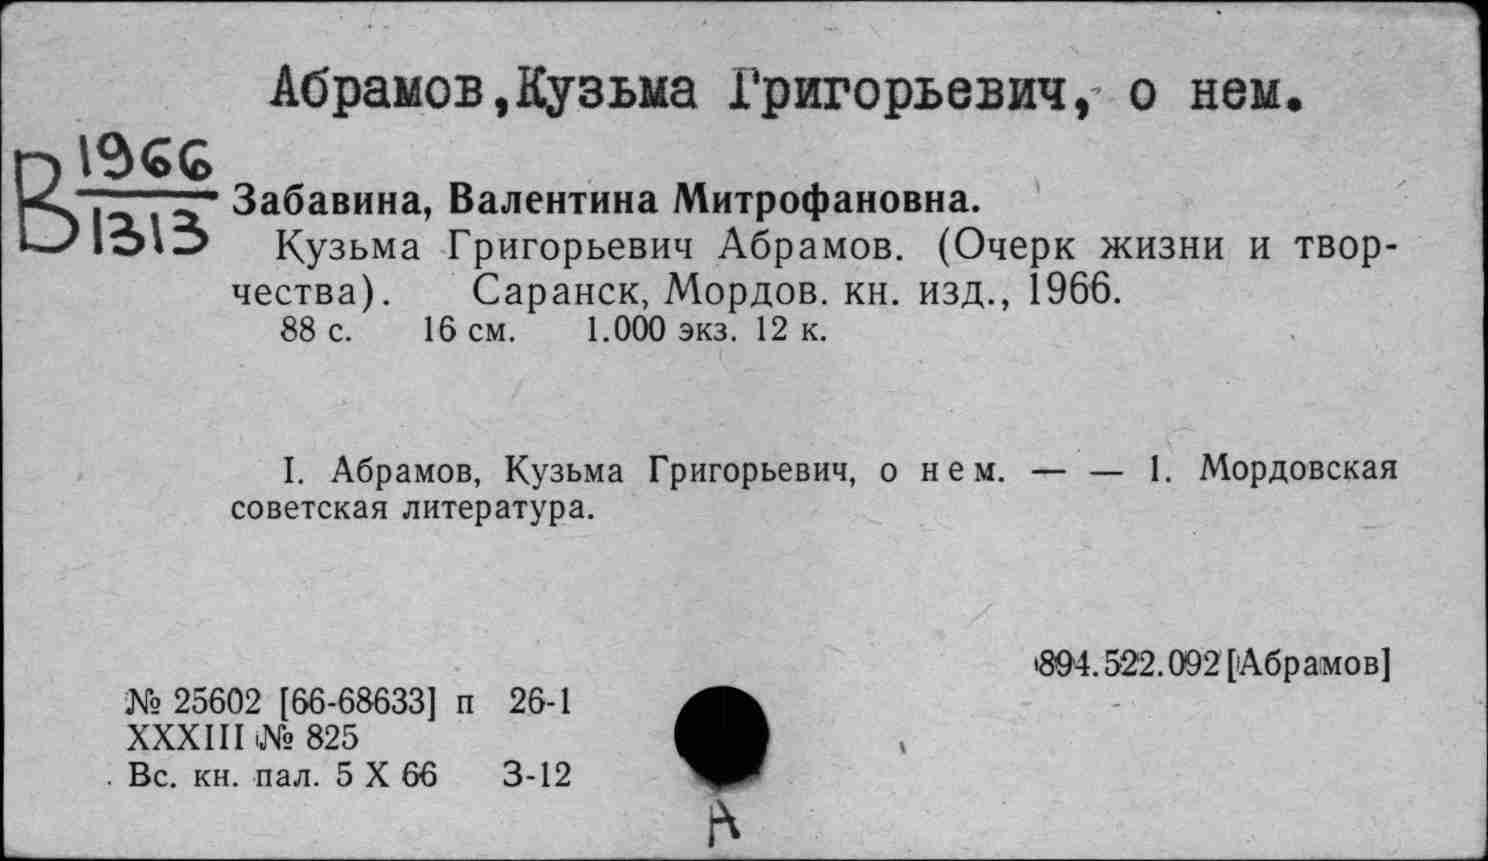 Абрамов,Кузьма Григорьевич, о нем.
В 1966
1313
Забавина, Валентина Митрофановна.
Кузьма Григорьевич Абрамов. (Очерк жизни и твор-
чества). Саранск, Мордов. кн. изд., 1966.
88 с. 16 см. 1.000 экз. 12 к.
I. Абрамов, Кузьма Григорьевич, о нем. — — 1. Мордовская
советская литература.
894.522.092 [Абрамов]
№ 25602 [66-68633] п 26-1
XXXIII № 825
Вс. кн. пал. 5 X 66 З-12
А